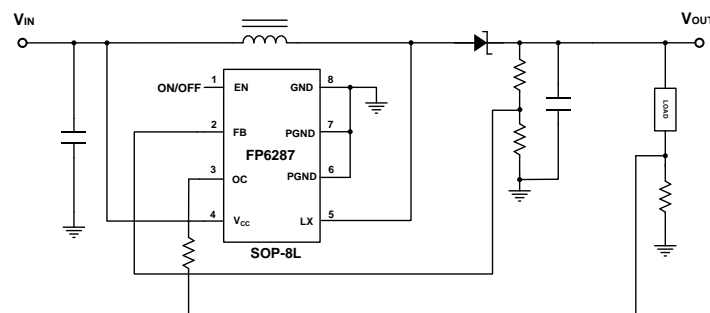 VIN
VOUT
ON/OFF
1
EN
GND
8
2
FB
PGND
7
FP6287
3
OC
PGND
6
4
VCC
LX
5
SOP-8L
LOAD